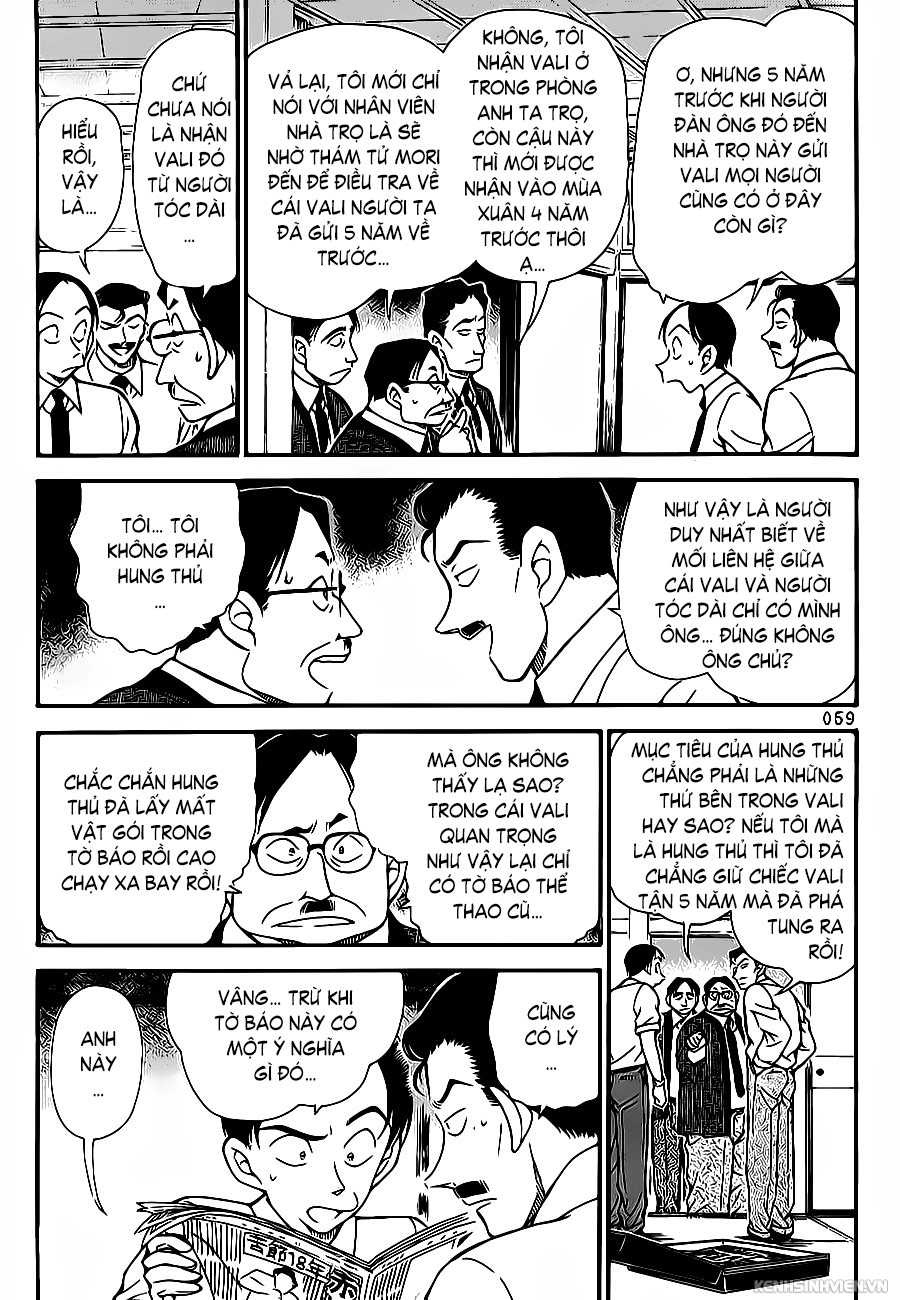 Ơ, NHƯNG 5 NĂM
TRƯỚC KHI NGƯỜI
ĐÀN ÔNG ĐÓ ĐẾN
NHÀ TRỌ NÀY GỬI
VALI MỌI NGƯỜI
CŨNG CÓ Ở ĐÂY
CÒN GÌ?
KHÔNG, TÔI
NHẬN VALI Ở
TRONG PHÒNG
ANH TA TRỌ,
CÒN CẬU NÀY
THÌ MỚI ĐƯỢC
NHẬN VÀO MÙA
XUÂN 4 NĂM
TRƯỚC THÔI
Ạ...
VẢ LẠI, TÔI MỚI CHỈ
NÓI VỚI NHÂN VIÊN
NHÀ TRỌ LÀ SẼ
NHỜ THÁM TỬ MORI
ĐẾN ĐỂ ĐIỀU TRA VỀ
CÁI VALI NGƯỜI TA
ĐÃ GỬI 5 NĂM VỀ
TRƯỚC...
CHỨ
CHƯA NÓI
LÀ NHẬN
VALI ĐÓ
TỪ NGƯỜI
TÓC DÀI
...
HIỂU
RỒI,
VẬY
LÀ...
NHƯ VẬY LÀ NGƯỜI
DUY NHẤT BIẾT VỀ
MỐI LIÊN HỆ GIỮA
CÁI VALI VÀ NGƯỜI
TÓC DÀI CHỈ CÓ MÌNH
ÔNG... ĐÚNG KHÔNG
ÔNG CHỦ?
TÔI... TÔI
KHÔNG PHẢI
HUNG THỦ
...
059
MỤC TIÊU CỦA HUNG THỦ
CHẲNG PHẢI LÀ NHỮNG
THỨ BÊN TRONG VALI
HAY SAO? NẾU TÔI MÀ
LÀ HUNG THỦ THÌ TÔI ĐÃ
CHẲNG GIỮ CHIẾC VALI
TẬN 5 NĂM MÀ ĐÃ PHÁ
TUNG RA
RỒI!
MÀ ÔNG KHÔNG
THẤY LẠ SAO?
TRONG CÁI VALI
QUAN TRỌNG
NHƯ VẬY LẠI CHỈ
CÓ TỜ BÁO THỂ
THAO CŨ...
CHẮC CHẮN HUNG
THỦ ĐÃ LẤY MẤT
VẬT GÓI TRONG
TỜ BÁO RỒI CAO
CHẠY XA BAY RỒI!
CŨNG
CÓ LÝ
...
VÂNG... TRỪ KHI
TỜ BÁO NÀY CÓ
MỘT Ý NGHĨA
GÌ ĐÓ...
ANH
NÀY
...
苦節18年
KENHSINHVIEN.VN